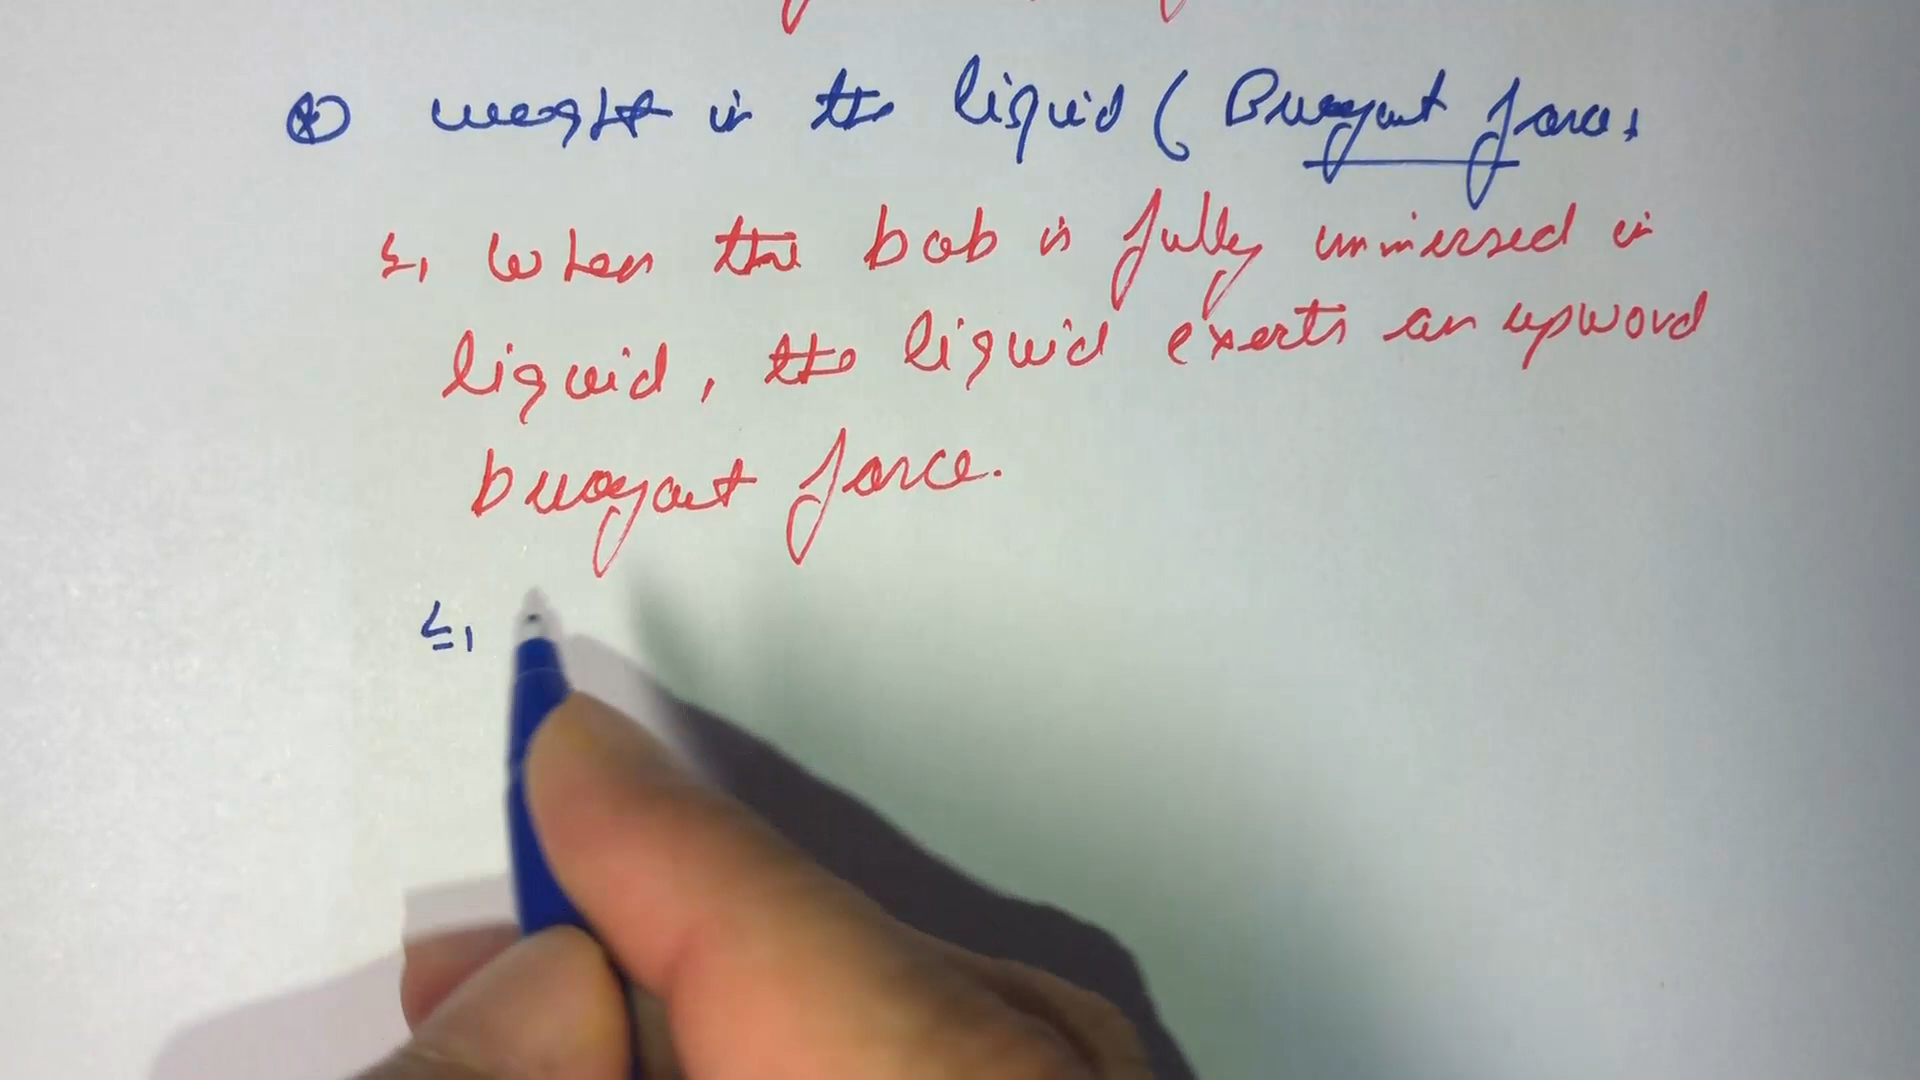 weight in the liquid ( Buoyant force,
When the bob is fully immersed in
liquid, the liquid exerts an upword
buoyant force.